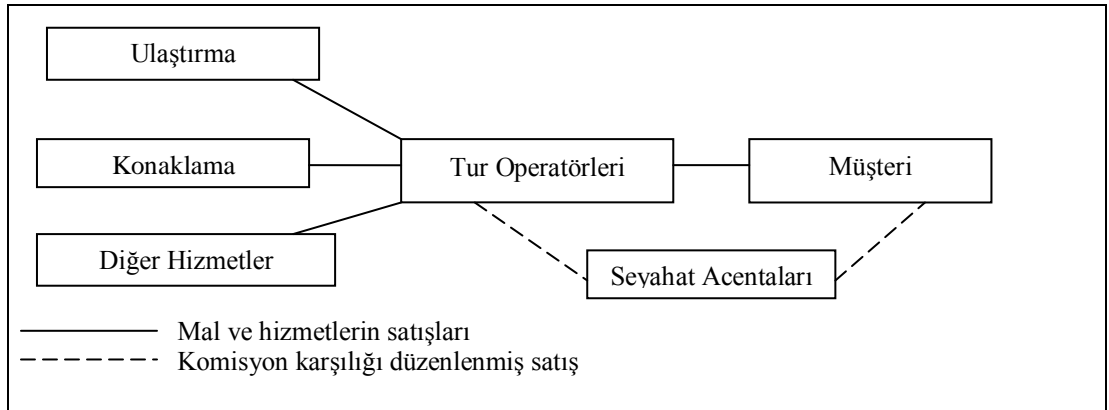 Ulaştırma
Konaklama
Tur Operatörleri
Müşteri
Diğer Hizmetler
Seyahat Acentaları
Mal ve hizmetlerin satışları
Komisyon karşılığı düzenlenmiş satış